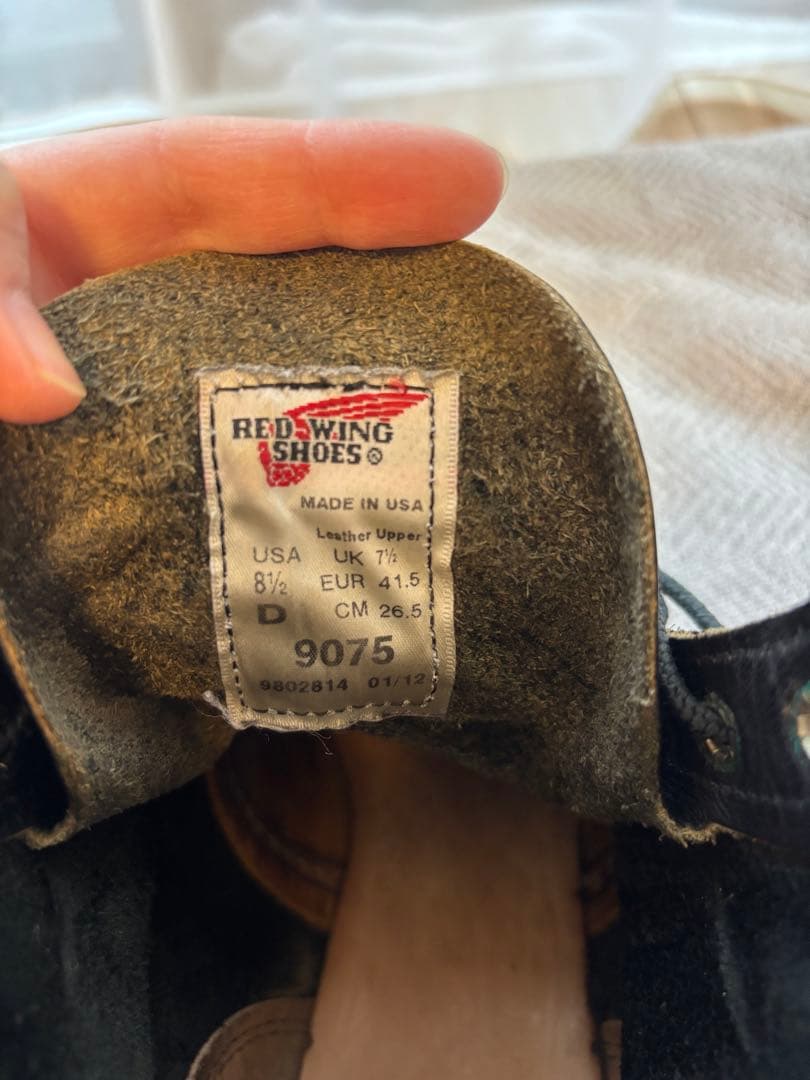 RED WING
SHOES®
MADE IN USA
Leather Upper
USA UK 7½
8½ EUR 41.5
D CM 26.5
9075
9802814 01/12